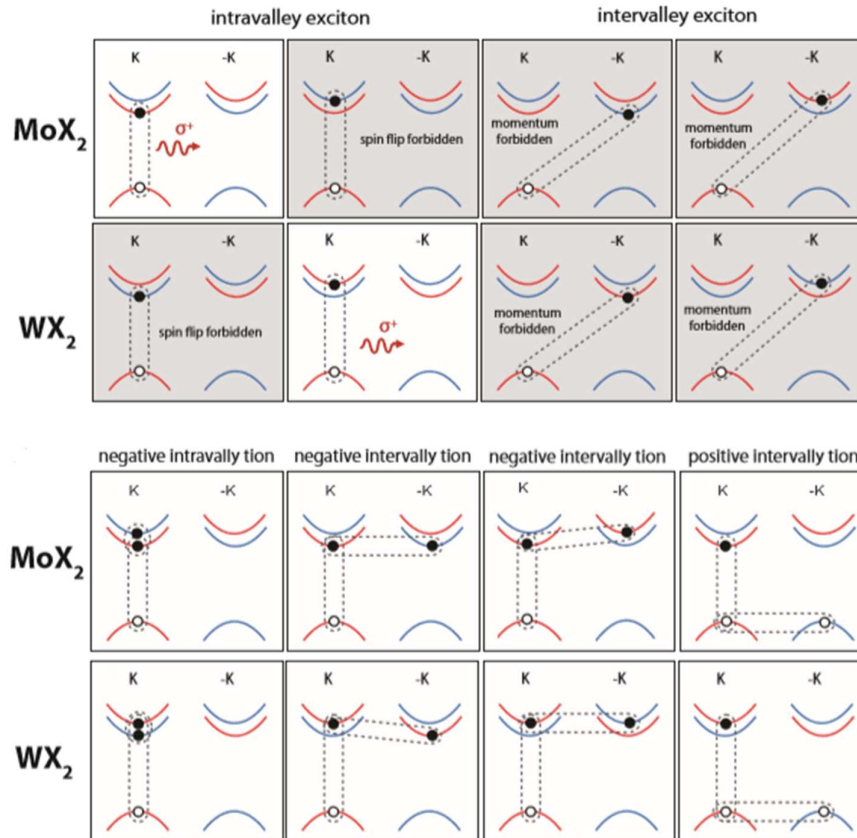 intravalley exciton intervalley exciton
K -K K -K K -K K -K
MoX2
σ+
spin flip forbidden
momentum
forbidden
momentum
forbidden
K -K K -K K -K K -K
WX2
spin flip forbidden
σ+
momentum
forbidden
momentum
forbidden
negative intravally tion negative intervally tion negative intervally tion positive intervally tion
K -K K -K K -K K -K
MoX2
K -K K -K K -K K -K
WX2